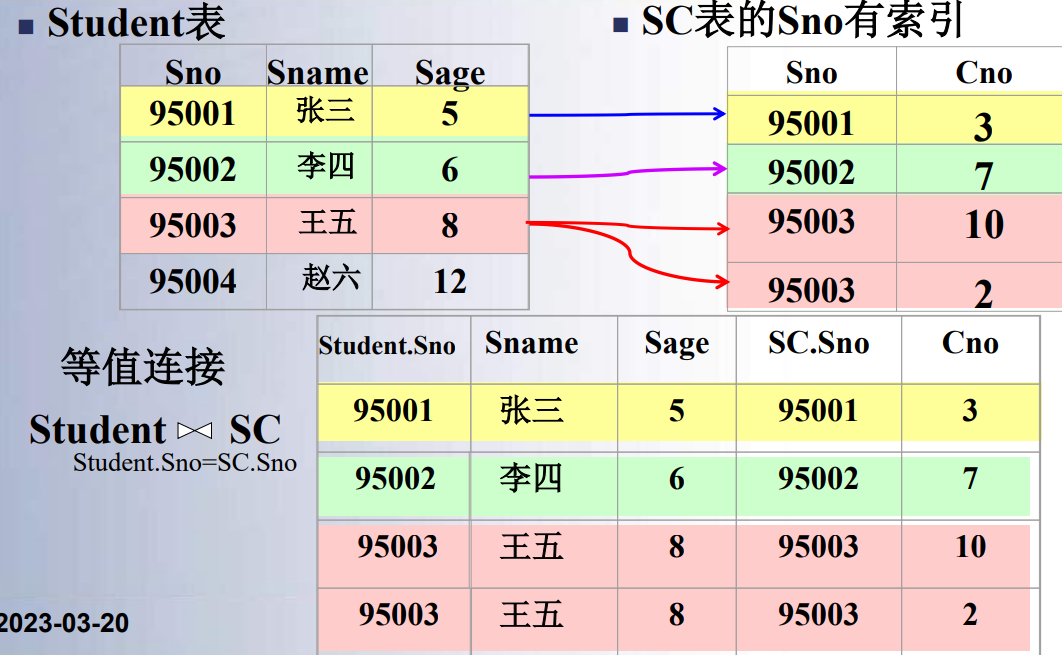 Student表
Sno Sname Sage
95001 张三 5
95002 李四 6
95003 王五 8
95004 赵六 12
SC表的Sno有索引
Sno Cno
95001 3
95002 7
95003 10
95003 2
等值连接
Student ⋈ SC
Student.Sno=SC.Sno
Student.Sno Sname Sage SC.Sno Cno
95001 张三 5 95001 3
95002 李四 6 95002 7
95003 王五 8 95003 10
95003 王五 8 95003 2
2023-03-20